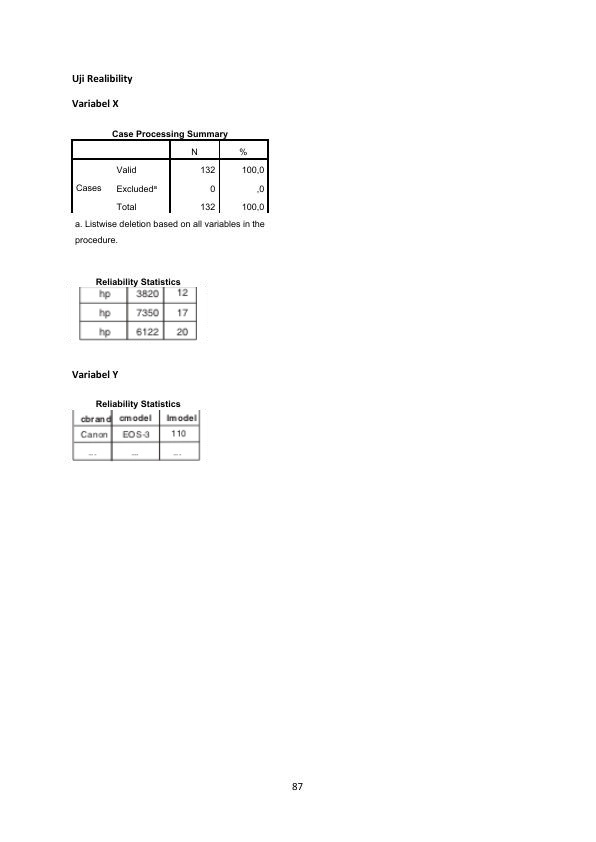 Uji Realibility
Variabel X
Case Processing Summary
N %
Valid 132 100,0
Cases Excludedª 0 ,0
Total 132 100,0
a. Listwise deletion based on all variables in the
procedure.
Reliability Statistics
hp 3820 12
hp 7350 17
hp 6122 20
Variabel Y
Reliability Statistics
cbrand cmodel lmodel
Canon EOS-3 110
... ... ...
87